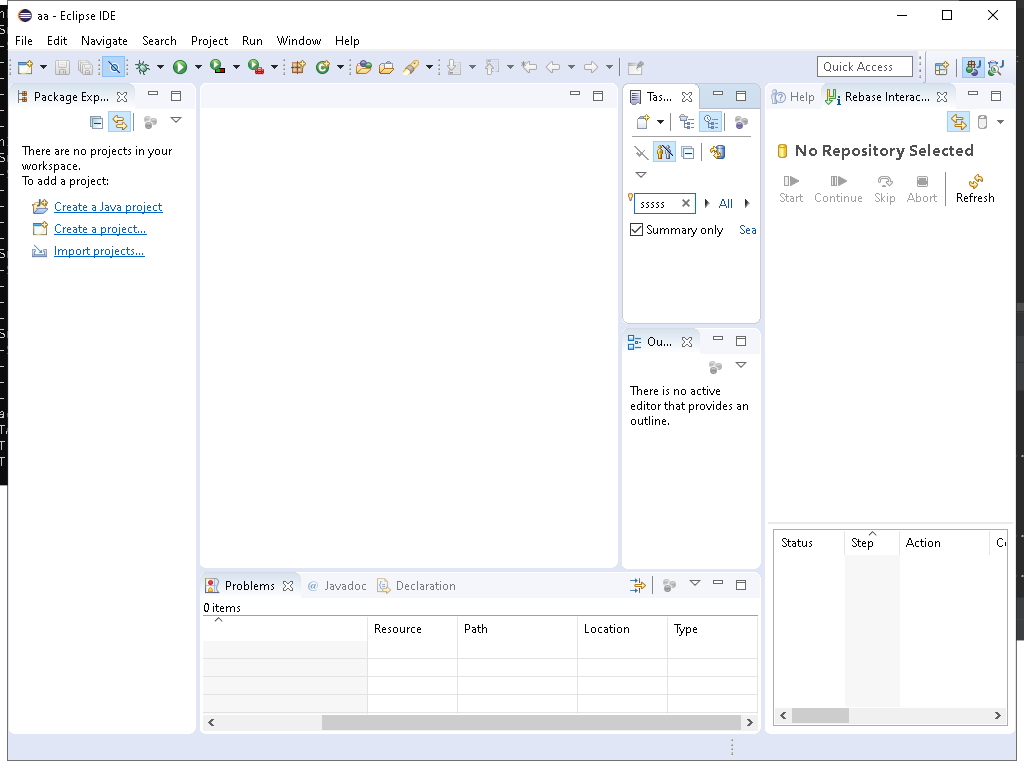 aa - Eclipse IDE
File Edit Navigate Search Project Run Window Help
Quick Access
Package Exp...
There are no projects in your
workspace.
To add a project:
Create a Java project
Create a project...
Import projects...
Tas...
sssss
All
Summary only
Sea
Ou...
There is no active
editor that provides an
outline.
Help
Rebase Interac...
No Repository Selected
Start Continue Skip Abort Refresh
Status Step Action
Problems Javadoc Declaration
0 items
Resource Path Location Type